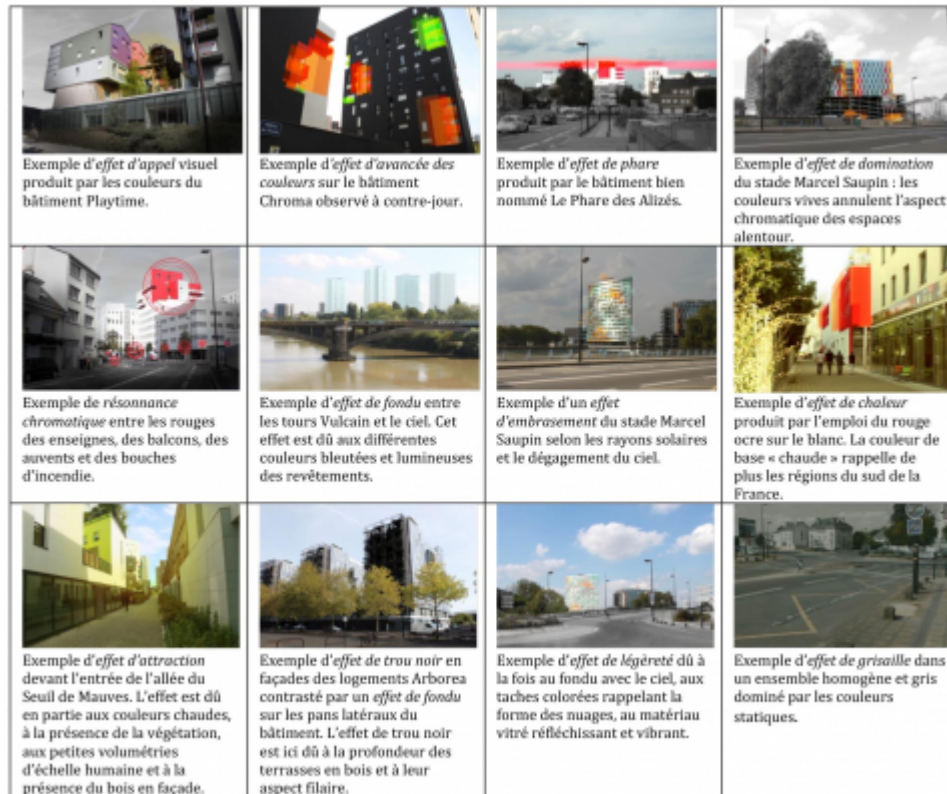 Exemple d'effet d'appel visuel
produit par les couleurs du
bâtiment Playtime.
Exemple d'effet d'avancée des
couleurs sur le bâtiment
Chroma observé à contre-jour.
Exemple d'effet de phare
produit par le bâtiment bien
nommé Le Phare des Alizés.
Exemple d'effet de domination
du stade Marcel Saupin : les
couleurs vives annulent l'aspect
chromatique des espaces
alentour.
Exemple de résonnance
chromatique entre les rouges
des enseignes, des balcons, des
auvents et des bouches
d'incendie.
Exemple d'effet de fondu entre
les tours Vulcain et le ciel. Cet
effet est dû aux différentes
couleurs bleutées et lumineuses
des revêtements.
Exemple d'un effet
d'embrasement du stade Marcel
Saupin selon les rayons solaires
et le dégagement du ciel.
Exemple d'effet de chaleur
produit par l'emploi du rouge
ocre sur le blanc. La couleur de
base « chaude » rappelle de
plus les régions du sud de la
France.
Exemple d'effet d'attraction
devant l'entrée de l'allée du
Seuil de Mauves. L'effet est dû
en partie aux couleurs chaudes,
à la présence de la végétation,
aux petites volumétries
d'échelle humaine et à la
présence du bois en façade.
Exemple d'effet de trou noir en
façades des logements Arborea
contrasté par un effet de fondu
sur les pans latéraux du
bâtiment. L'effet de trou noir
est ici dû à la profondeur des
terrasses en bois et à leur
aspect filaire.
Exemple d'effet de légèreté dû à
la fois au fondu avec le ciel, aux
taches colorées rappelant la
forme des nuages, au matériau
vitré réfléchissant et vibrant.
Exemple d'effet de grisaille dans
un ensemble homogène et gris
dominé par les couleurs
statiques.